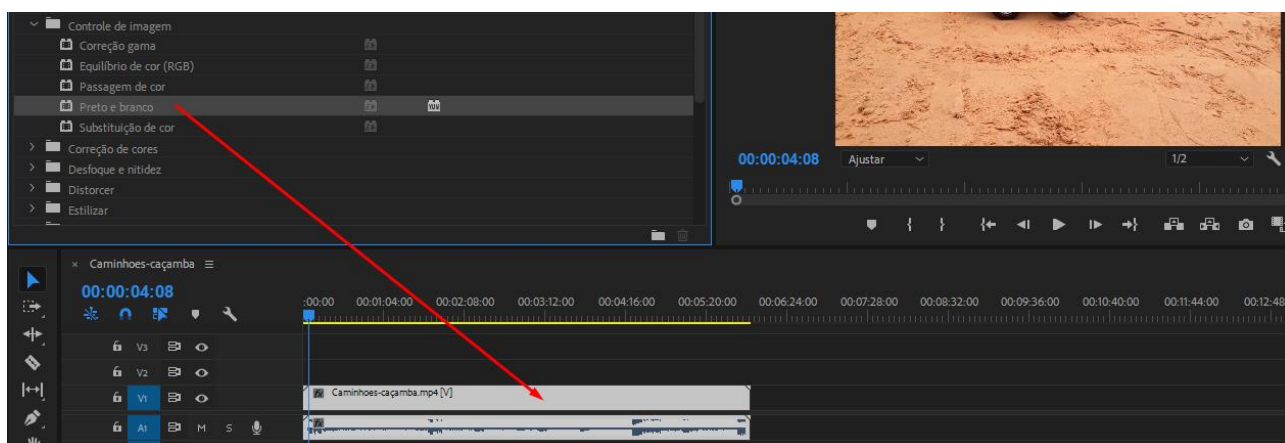 Controle de imagem
Correção gama
Equilíbrio de cor (RGB)
Passagem de cor
Preto e branco
Substituição de cor
Correção de cores
Desfoque e nitidez
Distorcer
Estilizar
00:00:04:08 Ajustar 1/2
× Caminhoes-caçamba
00:00:04:08
:00:00 00:01:04:00 00:02:08:00 00:03:12:00 00:04:16:00 00:05:20:00 00:06:24:00 00:07:28:00 00:08:32:00 00:09:36:00 00:10:40:00 00:11:44:00 00:12:48
V3
V2
V1 fx Caminhoes-caçamba.mp4 [V]
A1 M S fx